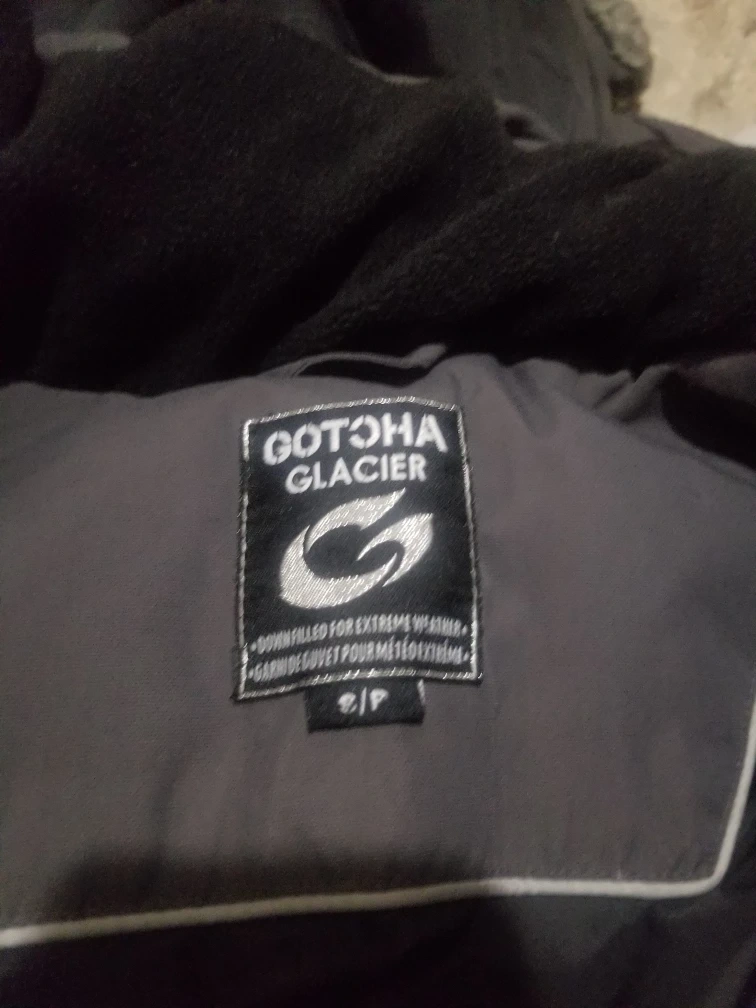 GOTCHA
GLACIER
•DOWN FILLED FOR EXTREME WEATHER•
•GARNI DE DUVET POUR MÉTÉO EXTRÊME•
S/P